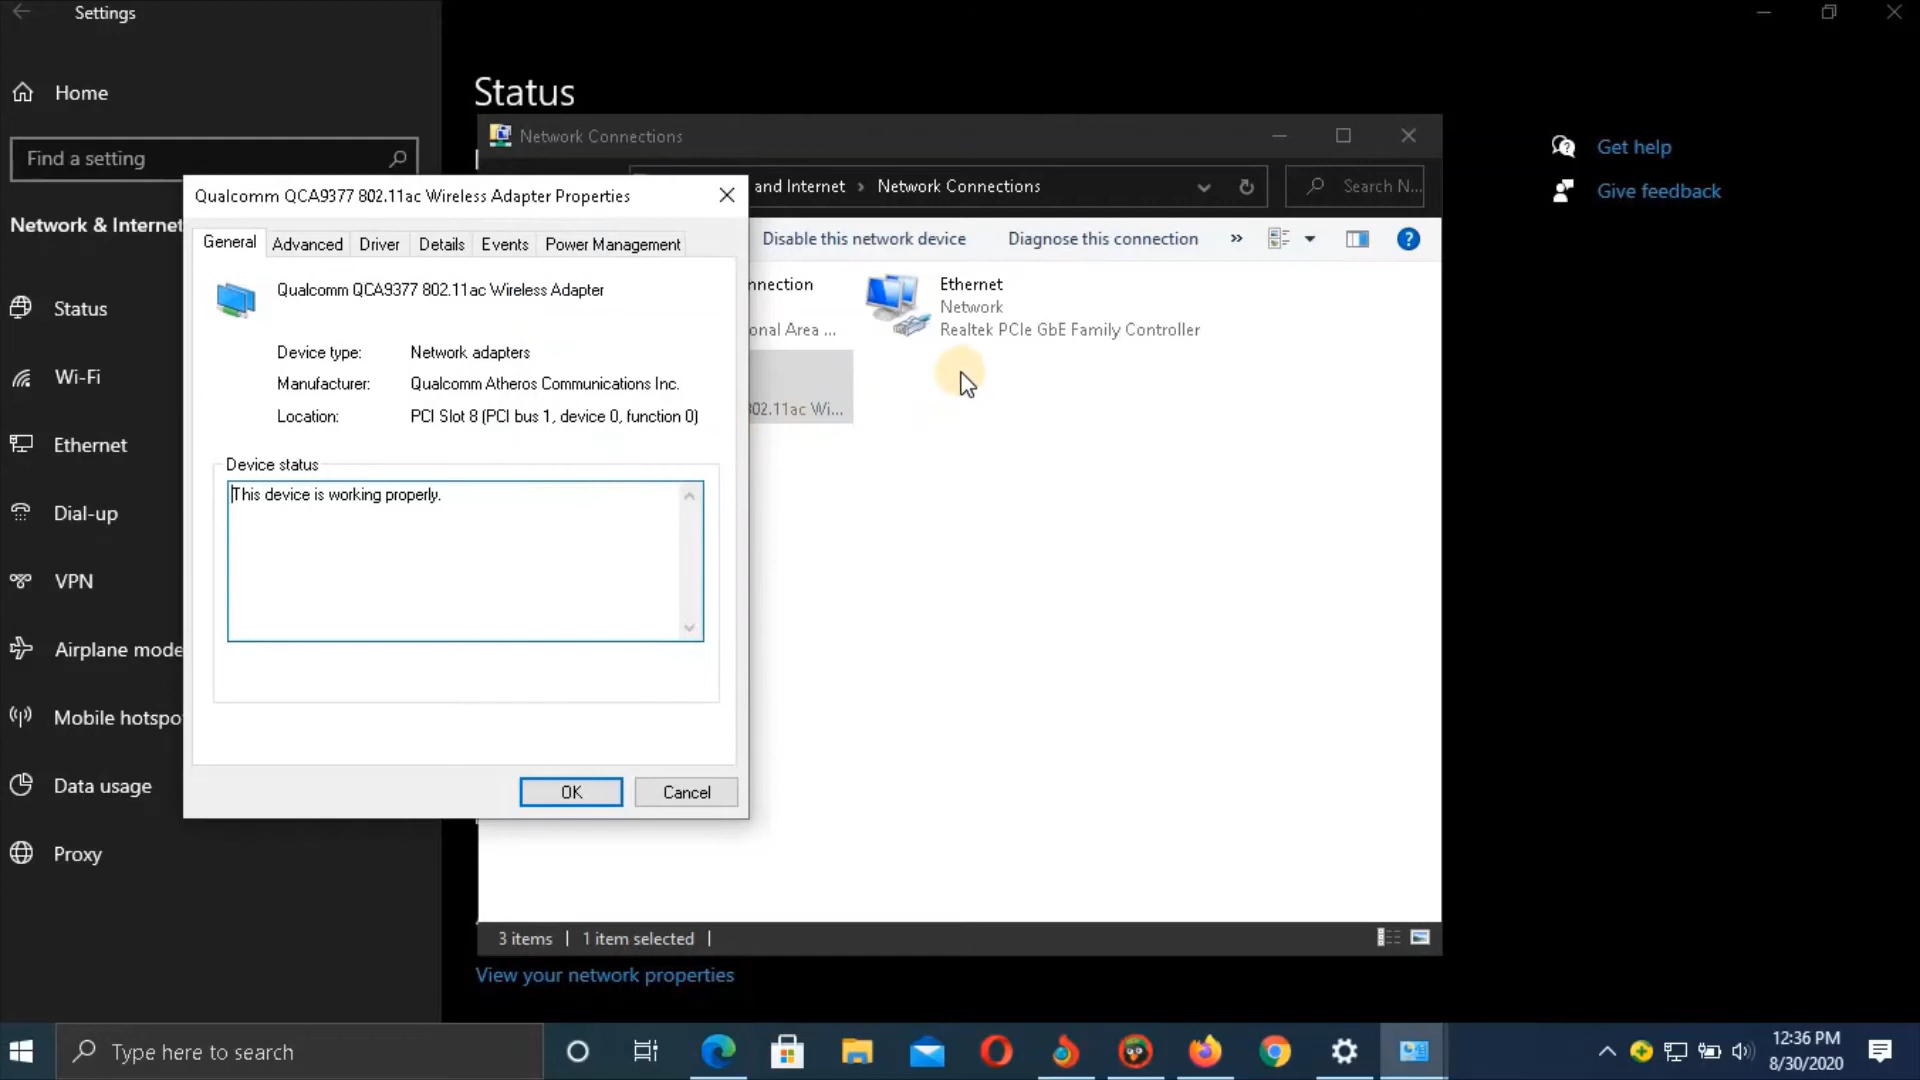 Settings
Home
Find a setting
Network & Internet
Status
Wi-Fi
Ethernet
Dial-up
VPN
Airplane mode
Mobile hotspo
Data usage
Proxy
Status
Network Connections
and Internet › Network Connections
Search N...
Disable this network device
Diagnose this connection
»
nnection
onal Area ...
Ethernet
Network
Realtek PCIe GbE Family Controller
802.11ac Wi...
3 items
1 item selected
View your network properties
Get help
Give feedback
Qualcomm QCA9377 802.11ac Wireless Adapter Properties
General
Advanced
Driver
Details
Events
Power Management
Qualcomm QCA9377 802.11ac Wireless Adapter
Device type: Network adapters
Manufacturer: Qualcomm Atheros Communications Inc.
Location: PCI Slot 8 (PCI bus 1, device 0, function 0)
Device status
This device is working properly.
OK
Cancel
Type here to search
12:36 PM
8/30/2020